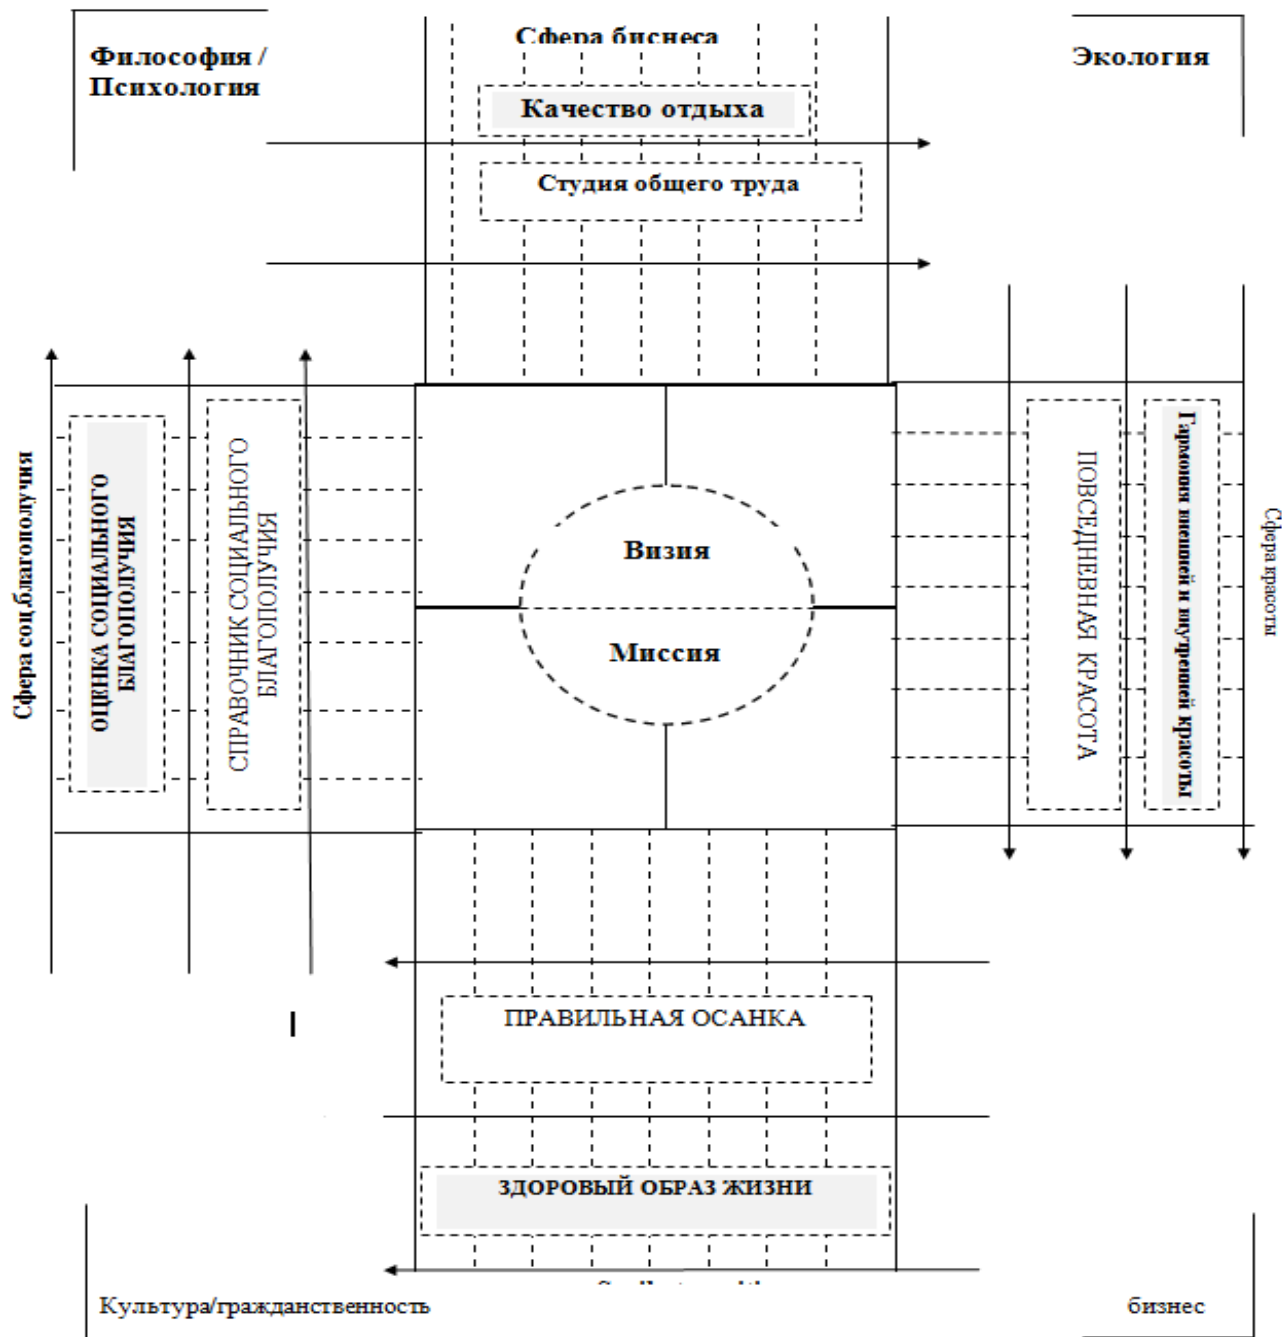 Философия /
Психология
Сфера биснеса
Экология
Качество отдыха
Студия общего труда
Сфера соц.благополучия
ОЦЕНКА СОЦИАЛЬНОГО
БЛАГОПОЛУЧИЯ
СПРАВОЧНИК СОЦИАЛЬНОГО
БЛАГОПОЛУЧИЯ
Визия
Миссия
ПОВСЕДНЕВНАЯ КРАСОТА
Гармония внешней и внутренней красоты
Сфера красоты
ПРАВИЛЬНАЯ ОСАНКА
ЗДОРОВЫЙ ОБРАЗ ЖИЗНИ
Культура/гражданственность
бизнес